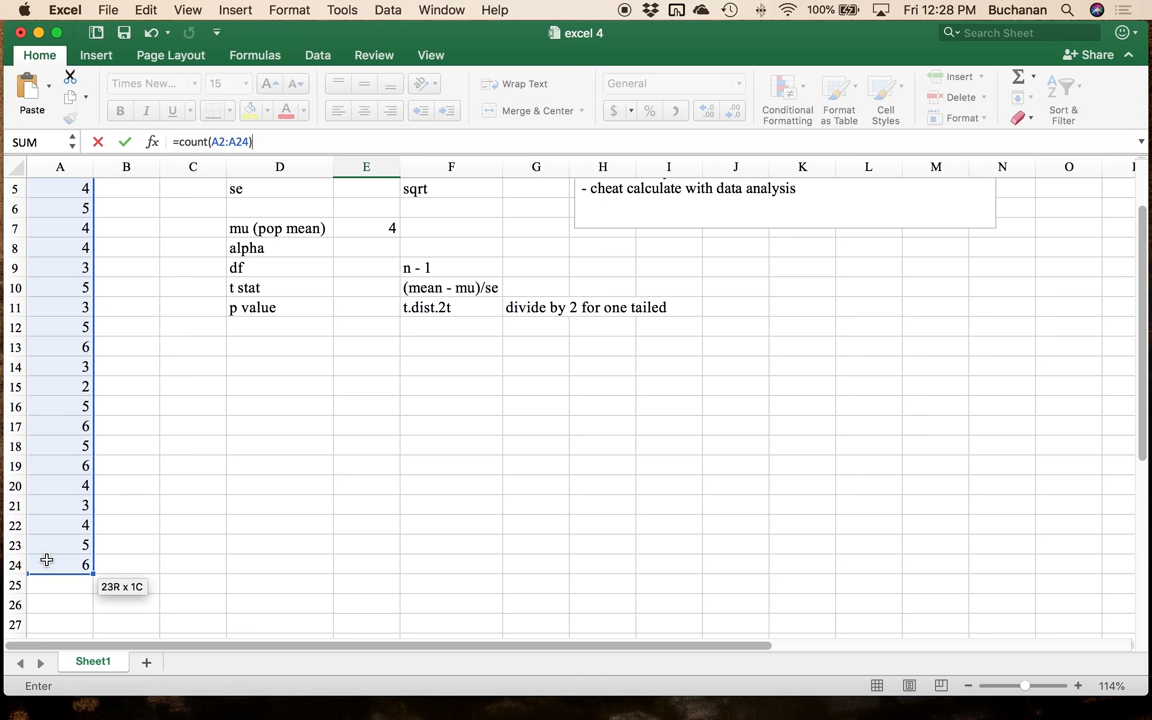 Excel File Edit View Insert Format Tools Data Window Help 100% Fri 12:28 PM Buchanan
excel 4 Search Sheet
Home Insert Page Layout Formulas Data Review View Share
Paste Times New... 15 Wrap Text General Conditional Formatting Format as Table Cell Styles Insert Sort & Filter
B I U Merge & Center $ % Delete
Format
SUM fx =count(A2:A24)
A B C D E F G H I J K L M N O
5 4 se sqrt - cheat calculate with data analysis
6 5
7 4 mu (pop mean) 4
8 4 alpha
9 3 df n - 1
10 5 t stat (mean - mu)/se
11 3 p value t.dist.2t divide by 2 for one tailed
12 5
13 6
14 3
15 2
16 5
17 6
18 5
19 6
20 4
21 3
22 4
23 5
24 6
25 23R x 1C
26
27
Sheet1
Enter 114%